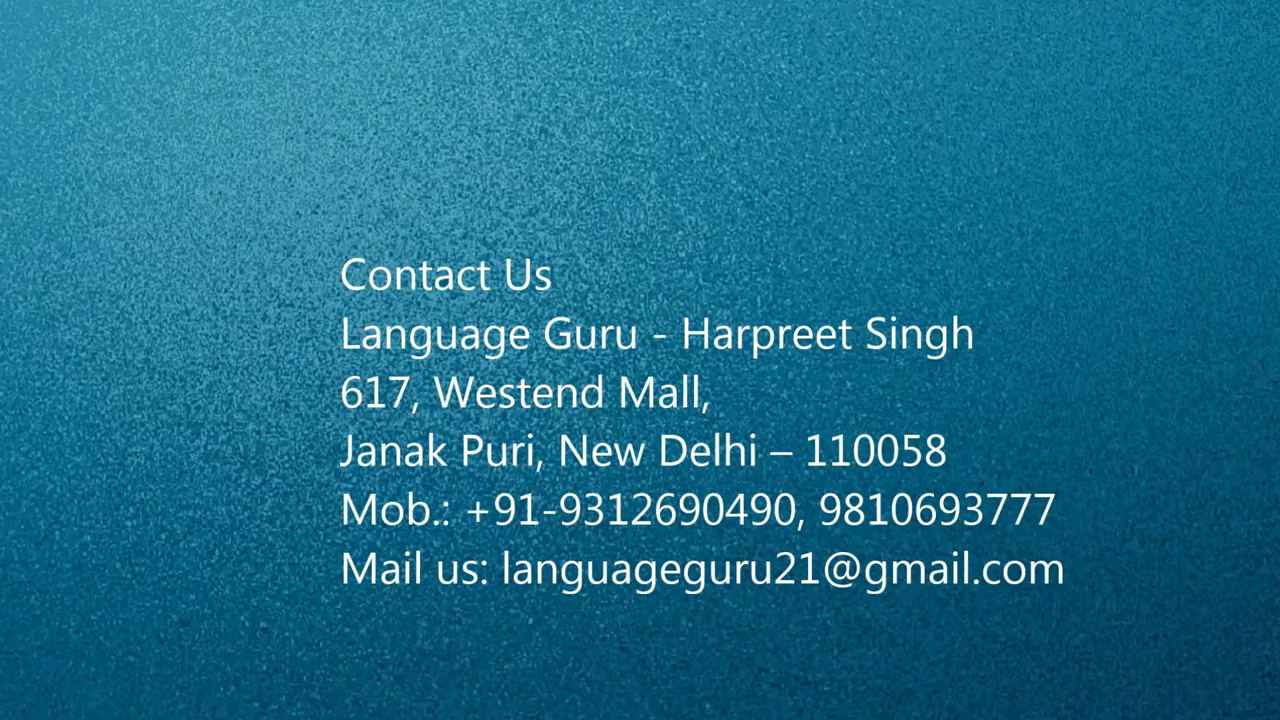 Contact Us
Language Guru - Harpreet Singh
617, Westend Mall,
Janak Puri, New Delhi – 110058
Mob.: +91-9312690490, 9810693777
Mail us: languageguru21@gmail.com